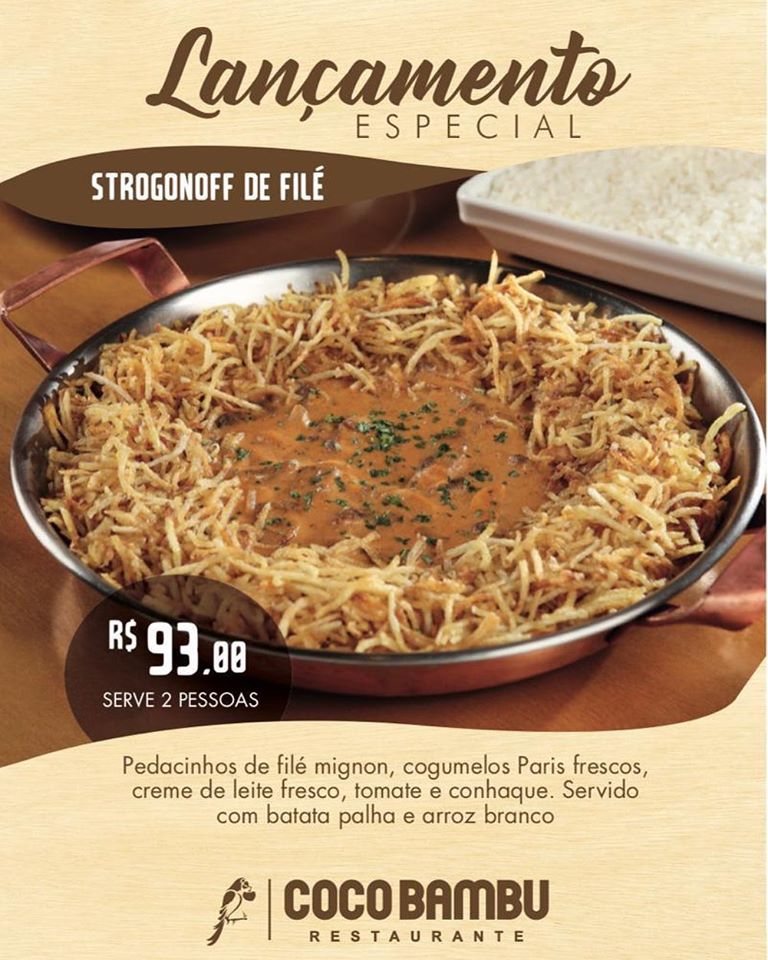 Lançamento
ESPECIAL
STROGONOFF DE FILÉ
R$ 93,00
SERVE 2 PESSOAS
Pedacinhos de filé mignon, cogumelos Paris frescos,
creme de leite fresco, tomate e conhaque. Servido
com batata palha e arroz branco
COCO BAMBU
RESTAURANTE